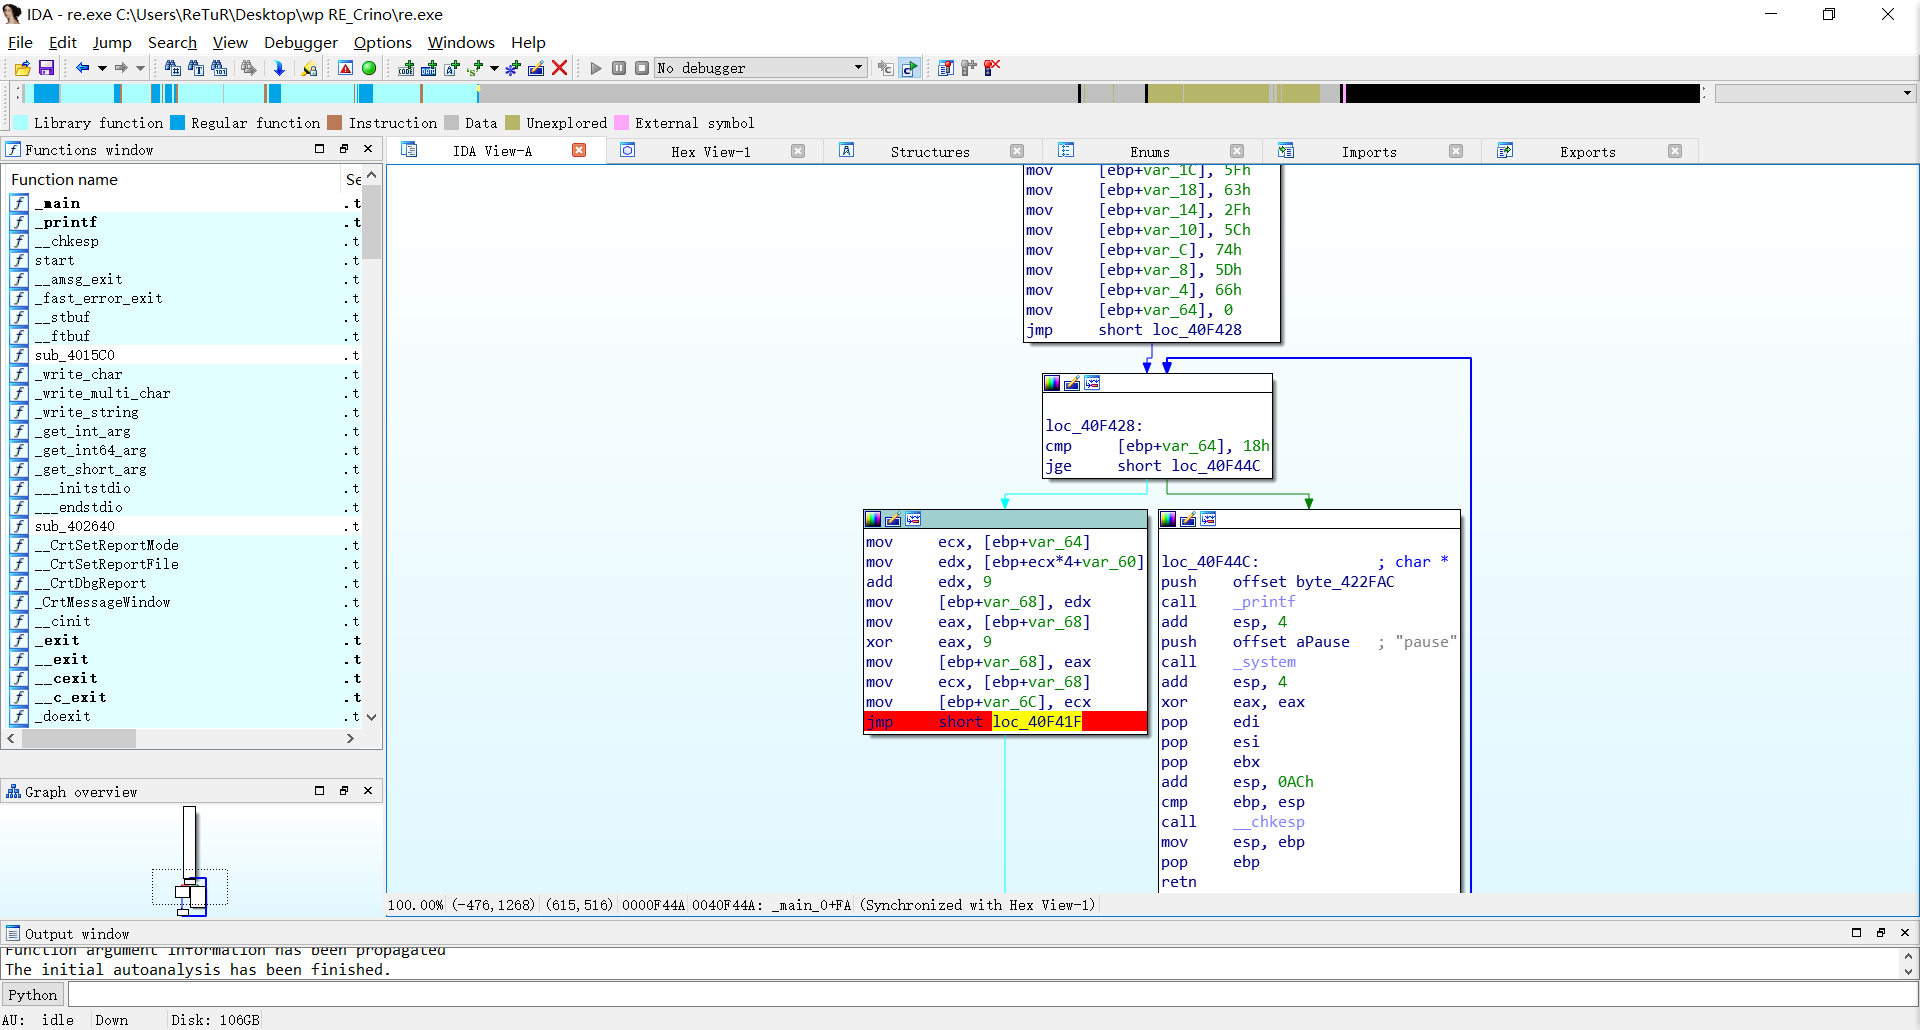 IDA - re.exe C:\Users\ReTuR\Desktop\wp RE_Crino\re.exe
File Edit Jump Search View Debugger Options Windows Help
No debugger
Library function Regular function Instruction Data Unexplored External symbol
Functions window
IDA View-A Hex View-1 Structures Enums Imports Exports
Function name Se
_main .t
_printf .t
__chkesp .t
start .t
__amsg_exit .t
_fast_error_exit .t
__stbuf .t
__ftbuf .t
sub_4015C0 .t
_write_char .t
_write_multi_char .t
_write_string .t
_get_int_arg .t
_get_int64_arg .t
_get_short_arg .t
___initstdio .t
___endstdio .t
sub_402640 .t
__CrtSetReportMode .t
__CrtSetReportFile .t
__CrtDbgReport .t
_CrtMessageWindow .t
__cinit .t
_exit .t
__exit .t
__cexit .t
__c_exit .t
_doexit .t
Graph overview
mov [ebp+var_1C], 5Fh
mov [ebp+var_18], 63h
mov [ebp+var_14], 2Fh
mov [ebp+var_10], 5Ch
mov [ebp+var_C], 74h
mov [ebp+var_8], 5Dh
mov [ebp+var_4], 66h
mov [ebp+var_64], 0
jmp short loc_40F428
loc_40F428:
cmp [ebp+var_64], 18h
jge short loc_40F44C
mov ecx, [ebp+var_64]
mov edx, [ebp+ecx*4+var_60]
add edx, 9
mov [ebp+var_68], edx
mov eax, [ebp+var_68]
xor eax, 9
mov [ebp+var_68], eax
mov ecx, [ebp+var_68]
mov [ebp+var_6C], ecx
jmp short loc_40F41F
loc_40F44C: ; char *
push offset byte_422FAC
call _printf
add esp, 4
push offset aPause ; "pause"
call _system
add esp, 4
xor eax, eax
pop edi
pop esi
pop ebx
add esp, 0ACh
cmp ebp, esp
call __chkesp
mov esp, ebp
pop ebp
retn
100.00% (-476,1268) (615,516) 0000F44A 0040F44A: _main_0+FA (Synchronized with Hex View-1)
Output window
Function argument information has been propagated
The initial autoanalysis has been finished.
Python
AU: idle Down Disk: 106GB